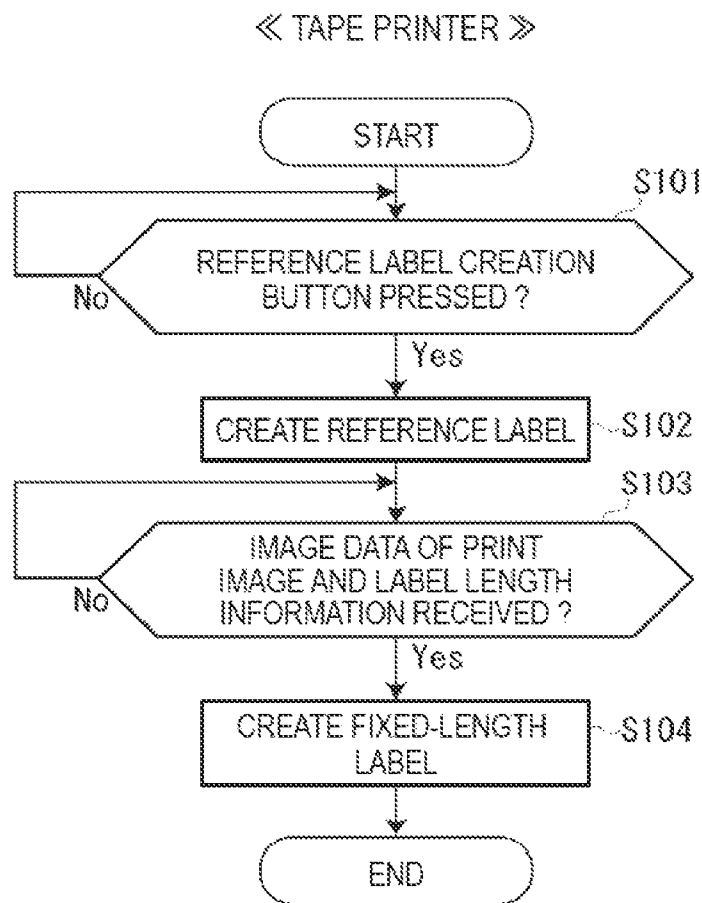 ≪ TAPE PRINTER ≫
START
S101
REFERENCE LABEL CREATION
BUTTON PRESSED ?
No
Yes
CREATE REFERENCE LABEL
S102
S103
IMAGE DATA OF PRINT
IMAGE AND LABEL LENGTH
INFORMATION RECEIVED ?
No
Yes
CREATE FIXED-LENGTH
LABEL
S104
END